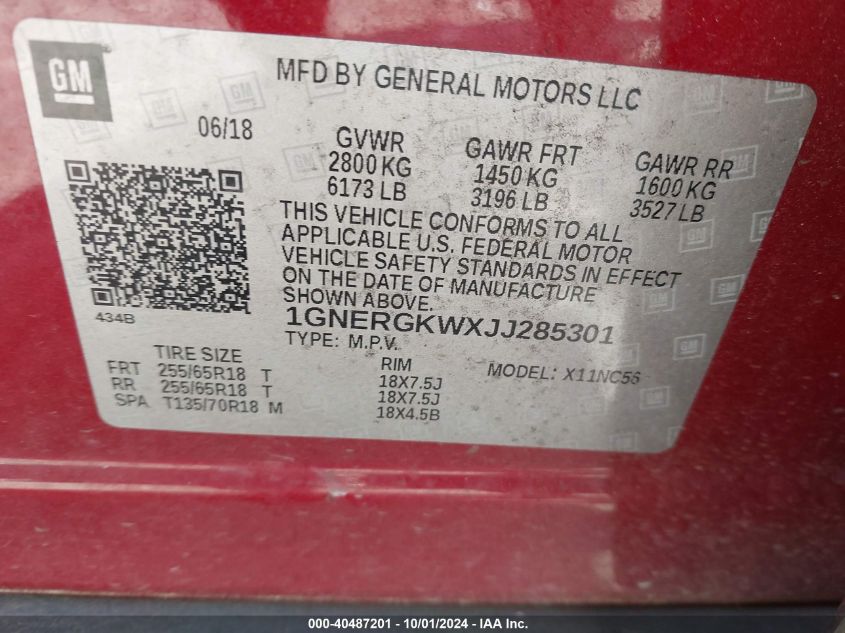 GM
MFD BY GENERAL MOTORS LLC
06/18
GVWR
2800 KG
6173 LB
GAWR FRT
1450 KG
3196 LB
GAWR RR
1600 KG
3527 LB
THIS VEHICLE CONFORMS TO ALL
APPLICABLE U.S. FEDERAL MOTOR
VEHICLE SAFETY STANDARDS IN EFFECT
ON THE DATE OF MANUFACTURE
SHOWN ABOVE.
434B
1GNERGKWXJJ285301
TYPE: M.P.V.
MODEL: X11NC56
TIRE SIZE
RIM
FRT 255/65R18 T 18X7.5J
RR 255/65R18 T 18X7.5J
SPA T135/70R18 M 18X4.5B
000-40487201 - 10/01/2024 - IAA Inc.